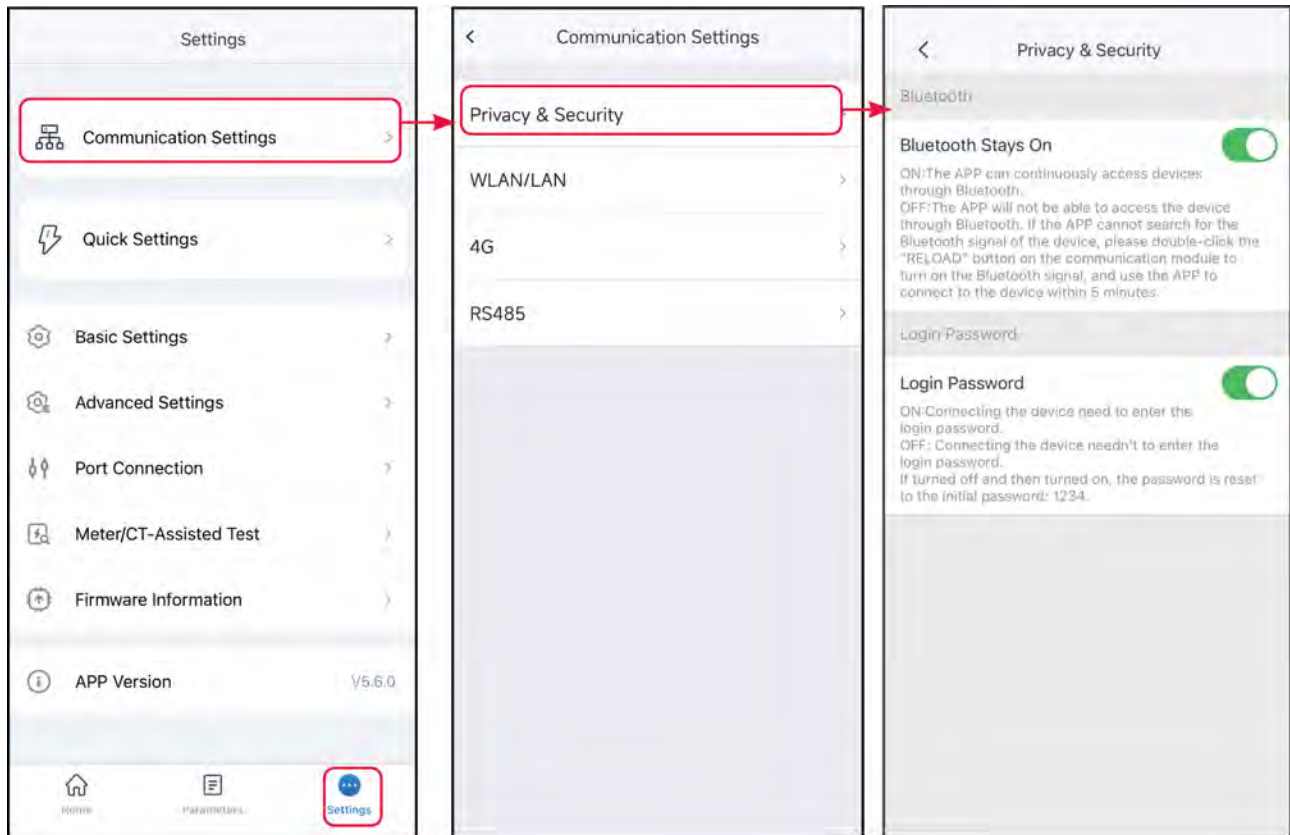 Settings
Communication Settings
Quick Settings
Basic Settings
Advanced Settings
Port Connection
Meter/CT-Assisted Test
Firmware Information
APP Version
V5.6.0
Home
Parameters
Settings
Communication Settings
Privacy & Security
WLAN/LAN
4G
RS485
Privacy & Security
Bluetooth
Bluetooth Stays On
ON:The APP can continuously access devices
through Bluetooth.
OFF:The APP will not be able to access the device
through Bluetooth. If the APP cannot search for the
Bluetooth signal of the device, please double-click the
"RELOAD" button on the communication module to
turn on the Bluetooth signal, and use the APP to
connect to the device within 5 minutes.
Login Password
Login Password
ON:Connecting the device need to enter the
login password.
OFF: Connecting the device needn't to enter the
login password.
If turned off and then turned on, the password is reset
to the initial password: 1234.